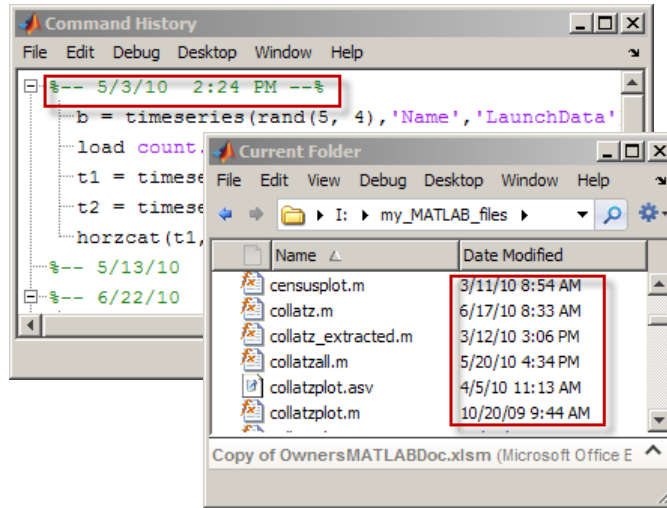 Command History
File Edit Debug Desktop Window Help
%-- 5/3/10 2:24 PM --%
b = timeseries(rand(5, 4),'Name','LaunchData'
load count.
t1 = timese
t2 = timese
horzcat(t1,
%-- 5/13/10
%-- 6/22/10
Current Folder
File Edit View Debug Desktop Window Help
I: my_MATLAB_files
Name Date Modified
censusplot.m 3/11/10 8:54 AM
collatz.m 6/17/10 8:33 AM
collatz_extracted.m 3/12/10 3:06 PM
collatzall.m 5/20/10 4:34 PM
collatzplot.asv 4/5/10 11:13 AM
collatzplot.m 10/20/09 9:44 AM
Copy of OwnersMATLABDoc.xlsm (Microsoft Office E